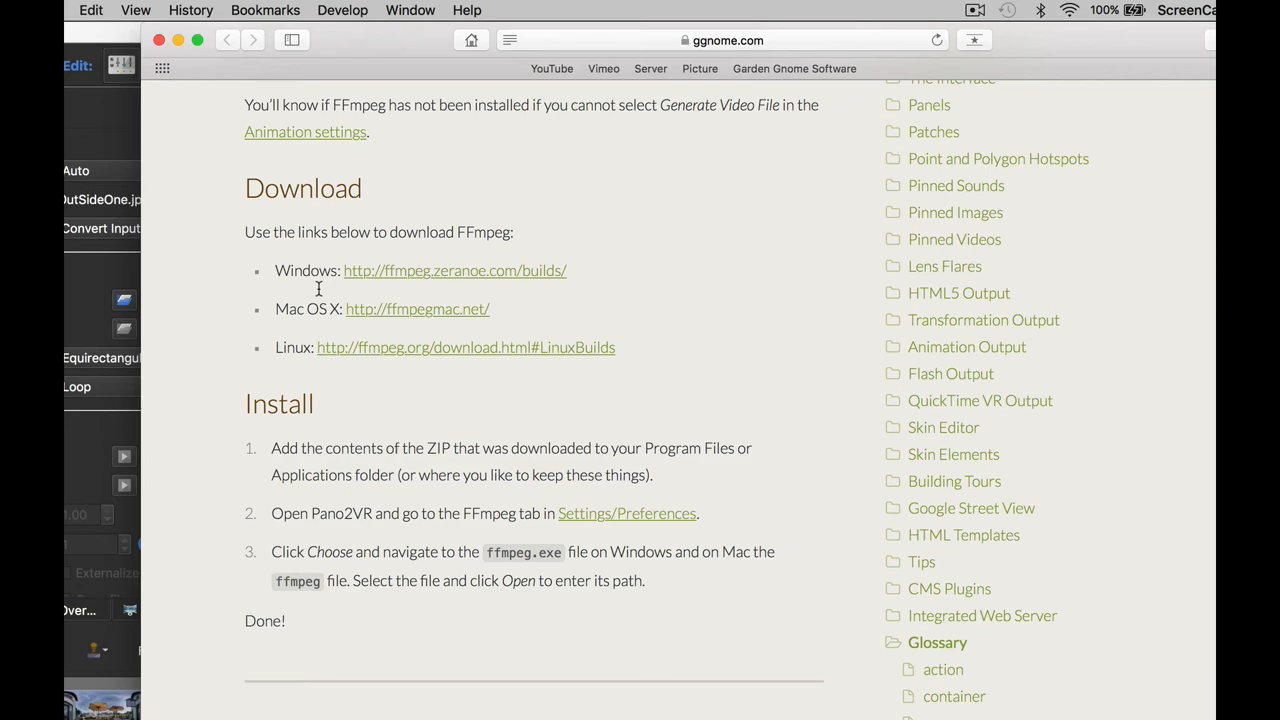 Edit View History Bookmarks Develop Window Help 100% ScreenCa
ggnome.com
YouTube Vimeo Server Picture Garden Gnome Software
Edit:
Auto
OutSideOne.jp
Convert Input
Equirectangul
Loop
1.00
Externalize
Over...
You'll know if FFmpeg has not been installed if you cannot select Generate Video File in the
Animation settings.
Download
Use the links below to download FFmpeg:
Windows: http://ffmpeg.zeranoe.com/builds/
Mac OS X: http://ffmpegmac.net/
Linux: http://ffmpeg.org/download.html#LinuxBuilds
Install
1. Add the contents of the ZIP that was downloaded to your Program Files or
Applications folder (or where you like to keep these things).
2. Open Pano2VR and go to the FFmpeg tab in Settings/Preferences.
3. Click Choose and navigate to the ffmpeg.exe file on Windows and on Mac the
ffmpeg file. Select the file and click Open to enter its path.
Done!
The Interface
Panels
Patches
Point and Polygon Hotspots
Pinned Sounds
Pinned Images
Pinned Videos
Lens Flares
HTML5 Output
Transformation Output
Animation Output
Flash Output
QuickTime VR Output
Skin Editor
Skin Elements
Building Tours
Google Street View
HTML Templates
Tips
CMS Plugins
Integrated Web Server
Glossary
action
container